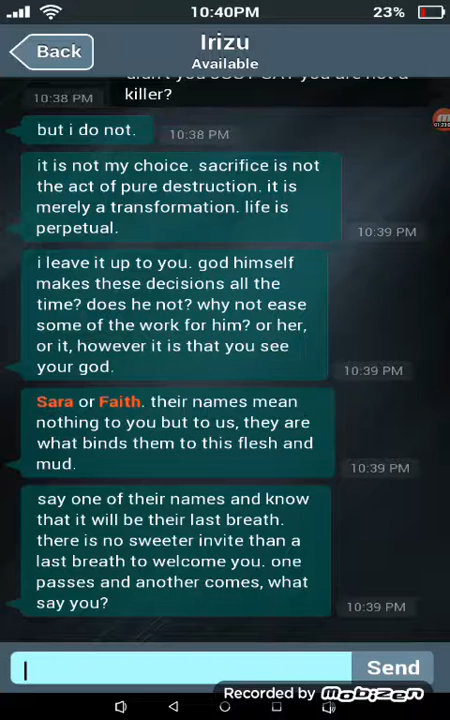 10:40PM
23%
Back
Irizu
Available
didn't you JUST SAY you are not a
10:38 PM
killer?
but i do not.
10:38 PM
it is not my choice. sacrifice is not
the act of pure destruction. it is
merely a transformation. life is
perpetual.
10:39 PM
i leave it up to you. god himself
makes these decisions all the
time? does he not? why not ease
some of the work for him? or her,
or it, however it is that you see
your god.
10:39 PM
Sara or Faith. their names mean
nothing to you but to us, they are
what binds them to this flesh and
mud.
10:39 PM
say one of their names and know
that it will be their last breath.
there is no sweeter invite than a
last breath to welcome you. one
passes and another comes, what
say you?
10:39 PM
Send
Recorded by mobizen